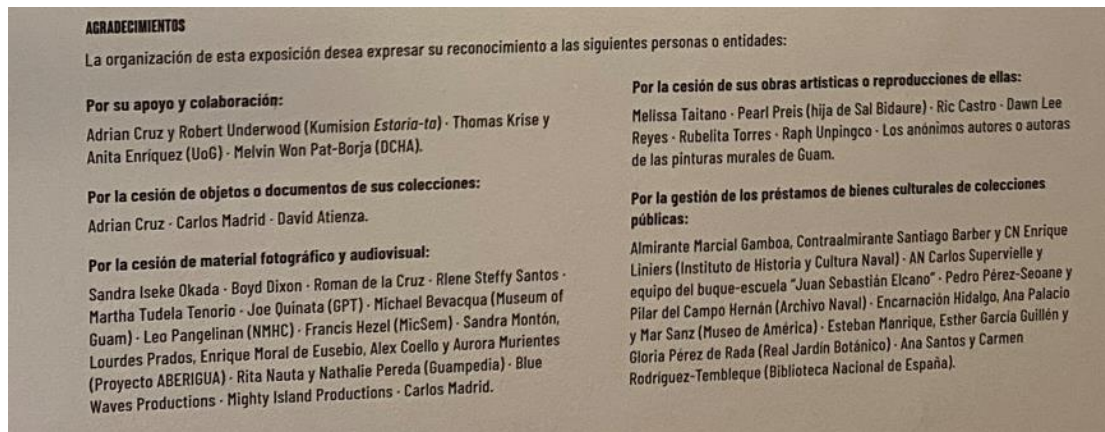 AGRADECIMIENTOS
La organización de esta exposición desea expresar su reconocimiento a las siguientes personas o entidades:
Por su apoyo y colaboración:
Adrian Cruz y Robert Underwood (Kumision Estoria-ta) · Thomas Krise y
Anita Enríquez (UoG) · Melvin Won Pat-Borja (DCHA).
Por la cesión de objetos o documentos de sus colecciones:
Adrian Cruz · Carlos Madrid · David Atienza.
Por la cesión de material fotográfico y audiovisual:
Sandra Iseke Okada · Boyd Dixon · Roman de la Cruz · Rlene Steffy Santos ·
Martha Tudela Tenorio · Joe Quinata (GPT) · Michael Bevacqua (Museum of
Guam) · Leo Pangelinan (NMHC) · Francis Hezel (MicSem) · Sandra Montón,
Lourdes Prados, Enrique Moral de Eusebio, Alex Coello y Aurora Murientes
(Proyecto ABERIGUA) · Rita Nauta y Nathalie Pereda (Guampedia) · Blue
Waves Productions · Mighty Island Productions · Carlos Madrid.
Por la cesión de sus obras artísticas o reproducciones de ellas:
Melissa Taitano · Pearl Preis (hija de Sal Bidaure) · Ric Castro · Dawn Lee
Reyes · Rubelita Torres · Raph Unpingco · Los anónimos autores o autoras
de las pinturas murales de Guam.
Por la gestión de los préstamos de bienes culturales de colecciones
públicas:
Almirante Marcial Gamboa, Contraalmirante Santiago Barber y CN Enrique
Liniers (Instituto de Historia y Cultura Naval) · AN Carlos Supervielle y
equipo del buque-escuela "Juan Sebastián Elcano" · Pedro Pérez-Seoane y
Pilar del Campo Hernán (Archivo Naval) · Encarnación Hidalgo, Ana Palacio
y Mar Sanz (Museo de América) · Esteban Manrique, Esther García Guillén y
Gloria Pérez de Rada (Real Jardín Botánico) · Ana Santos y Carmen
Rodríguez-Tembleque (Biblioteca Nacional de España).